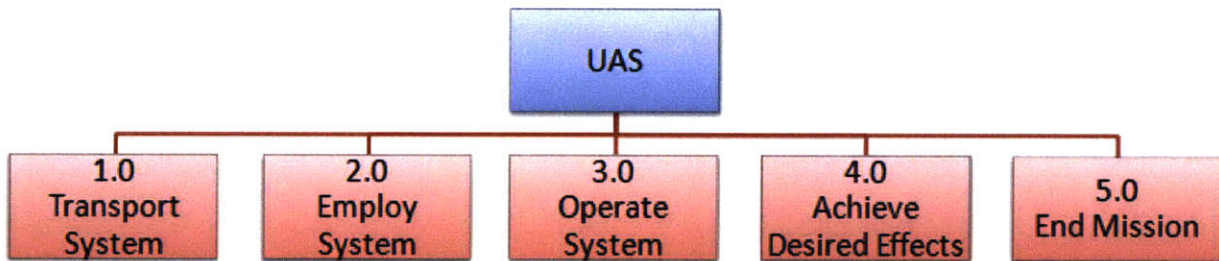 UAS
1.0
Transport
System
2.0
Employ
System
3.0
Operate
System
4.0
Achieve
Desired Effects
5.0
End Mission